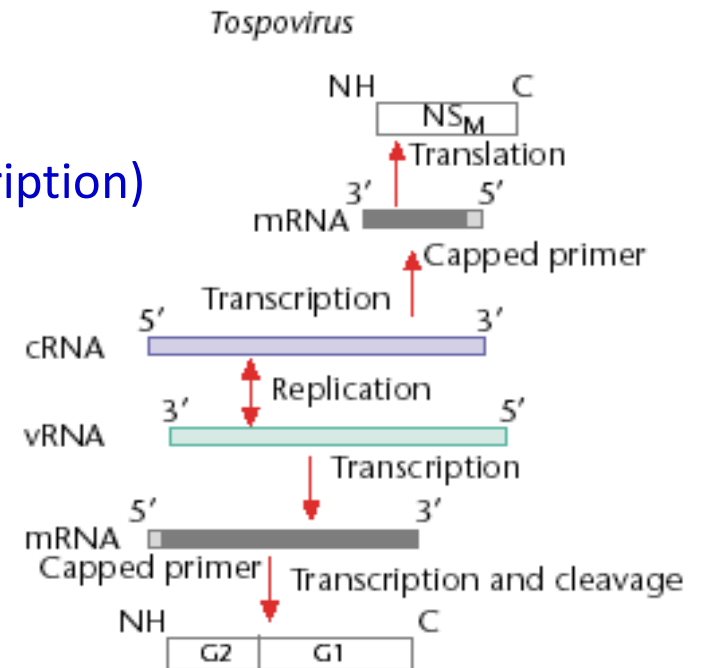 Tospovirus
NH C
NSM
Translation
ription)
3′ 5′
mRNA
Capped primer
Transcription
5′ 3′
cRNA
Replication
3′ 5′
vRNA
Transcription
5′ 3′
mRNA
Capped primer
Transcription and cleavage
NH C
G2 G1